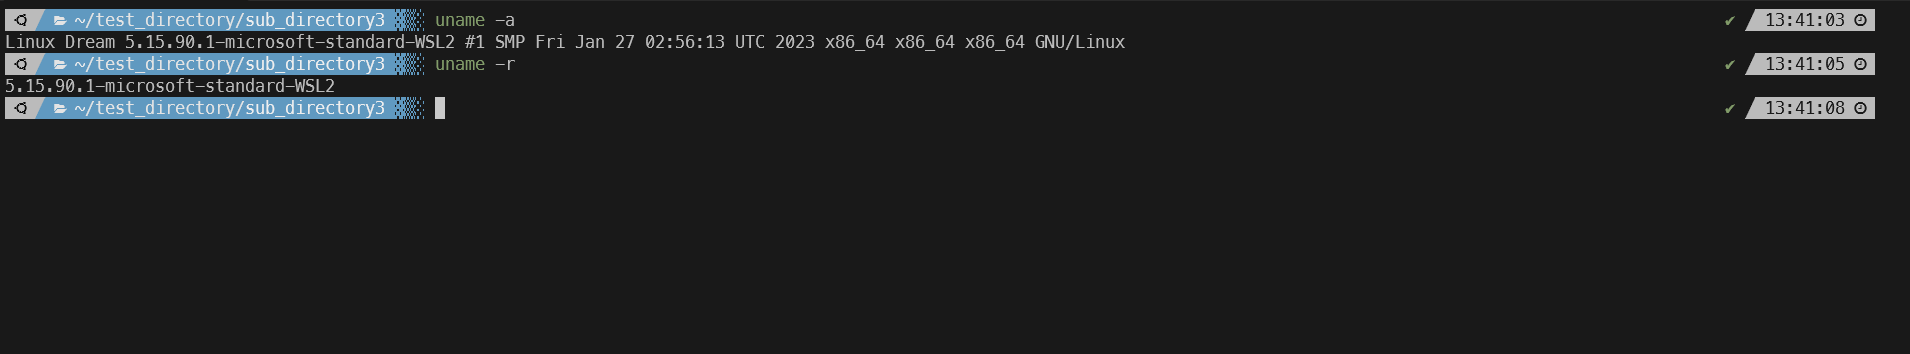 ~/test_directory/sub_directory3 uname -a ✔ 13:41:03
Linux Dream 5.15.90.1-microsoft-standard-WSL2 #1 SMP Fri Jan 27 02:56:13 UTC 2023 x86_64 x86_64 x86_64 GNU/Linux
~/test_directory/sub_directory3 uname -r ✔ 13:41:05
5.15.90.1-microsoft-standard-WSL2
~/test_directory/sub_directory3 ✔ 13:41:08